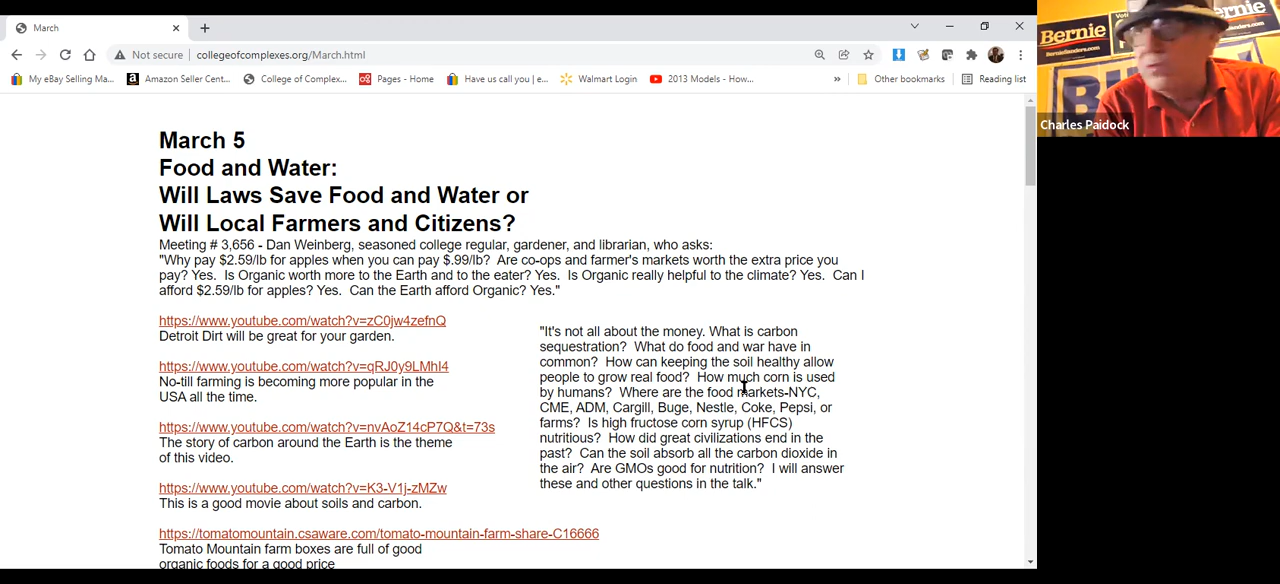 March
Not secure
collegeofcomplexes.org/March.html
My eBay Selling Ma...
Amazon Seller Cent...
College of Complex...
Pages - Home
Have us call you | e...
Walmart Login
2013 Models - How...
»
Other bookmarks
Reading list
March 5
Food and Water:
Will Laws Save Food and Water or
Will Local Farmers and Citizens?
Meeting # 3,656 - Dan Weinberg, seasoned college regular, gardener, and librarian, who asks:
"Why pay $2.59/lb for apples when you can pay $.99/lb?  Are co-ops and farmer's markets worth the extra price you
pay? Yes.  Is Organic worth more to the Earth and to the eater? Yes.  Is Organic really helpful to the climate? Yes.  Can I
afford $2.59/lb for apples? Yes.  Can the Earth afford Organic? Yes."
https://www.youtube.com/watch?v=zC0jw4zefnQ
Detroit Dirt will be great for your garden.
https://www.youtube.com/watch?v=qRJ0y9LMhI4
No-till farming is becoming more popular in the
USA all the time.
https://www.youtube.com/watch?v=nvAoZ14cP7Q&t=73s
The story of carbon around the Earth is the theme
of this video.
https://www.youtube.com/watch?v=K3-V1j-zMZw
This is a good movie about soils and carbon.
https://tomatomountain.csaware.com/tomato-mountain-farm-share-C16666
Tomato Mountain farm boxes are full of good
organic foods for a good price
"It's not all about the money. What is carbon
sequestration?  What do food and war have in
common?  How can keeping the soil healthy allow
people to grow real food?  How much corn is used
by humans?  Where are the food markets-NYC,
CME, ADM, Cargill, Buge, Nestle, Coke, Pepsi, or
farms?  Is high fructose corn syrup (HFCS)
nutritious?  How did great civilizations end in the
past?  Can the soil absorb all the carbon dioxide in
the air?  Are GMOs good for nutrition?  I will answer
these and other questions in the talk."
Bernie
Berniesanders.com
Charles Paidock